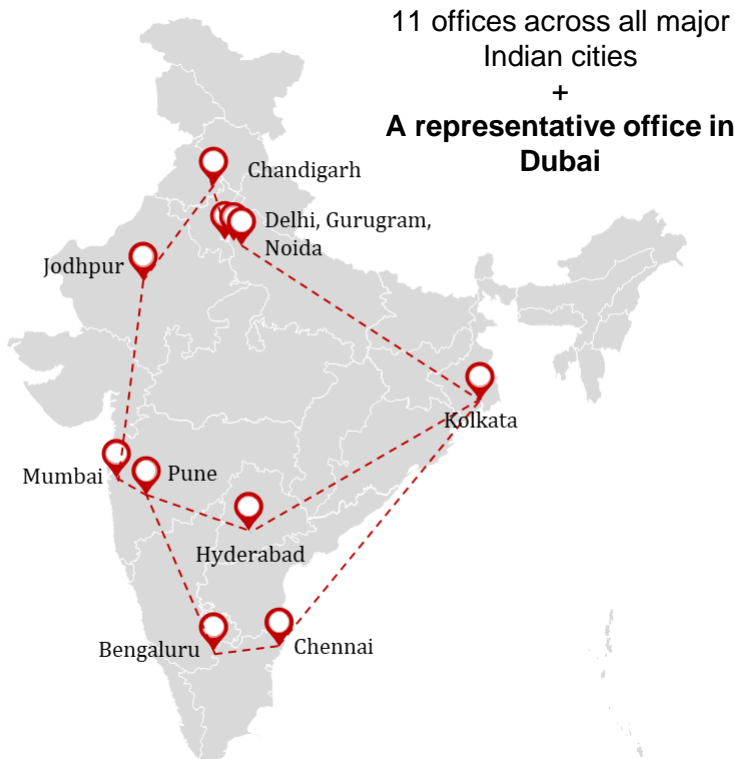 11 offices across all major
Indian cities
+
A representative office in
Dubai
Chandigarh
Delhi, Gurugram,
Noida
Jodhpur
Kolkata
Mumbai
Pune
Hyderabad
Bengaluru
Chennai